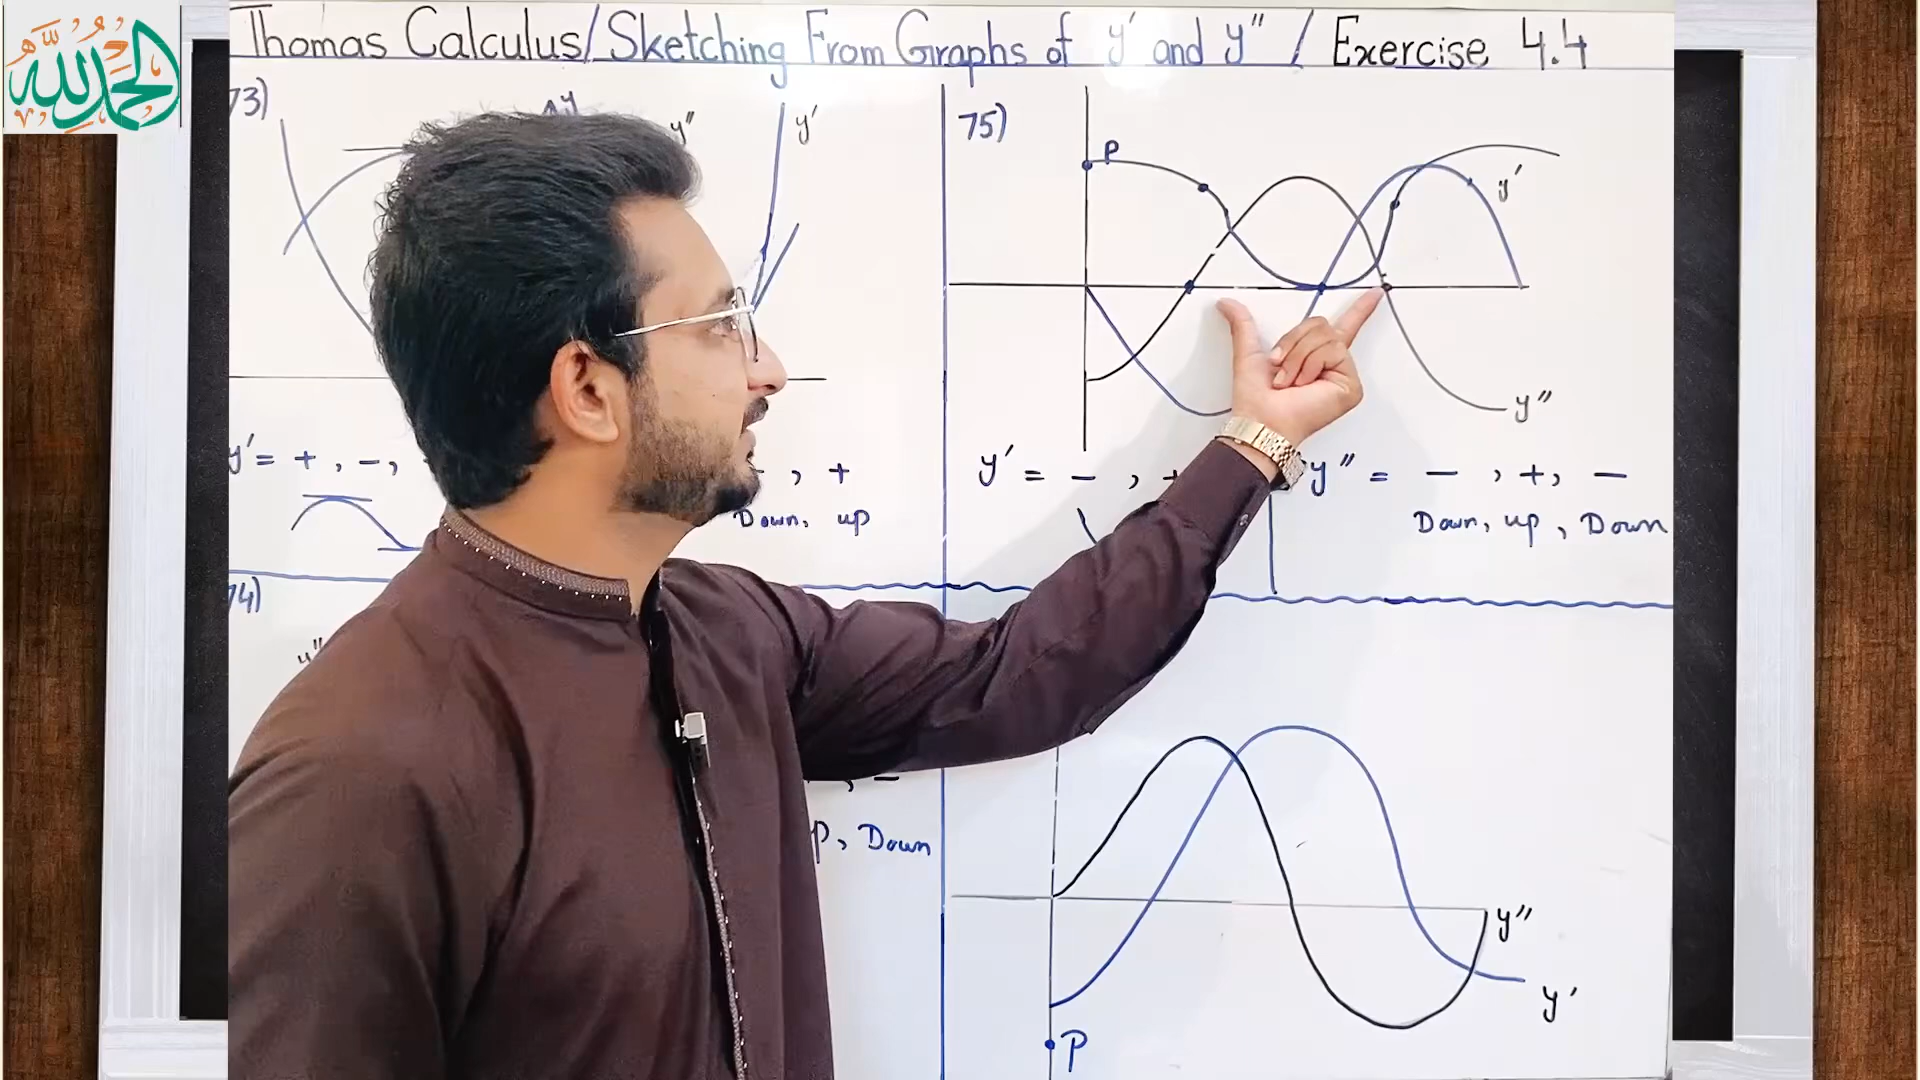 الحمد لله
Thomas Calculus/Sketching From Graphs of y' and y" / Exercise 4.4
73)
y
y"
y'
y' = + , - ,
, +
Down, up
74)
y"
, -
, Down
75)
P
y'
y"
y' = - , +
y" = - , +, -
Down, up, Down
y"
y'
P